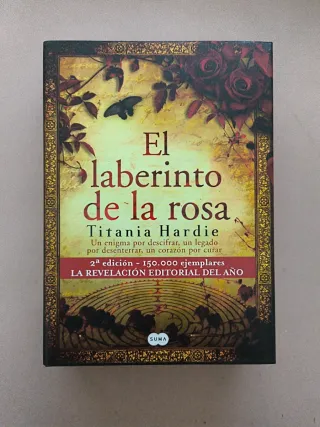 El
laberinto
de la rosa
Titania Hardie
Un enigma por descifrar, un legado
por desenterrar, un corazón por curar
2ª edición - 150.000 ejemplares
LA REVELACIÓN EDITORIAL DEL AÑO
SUMA